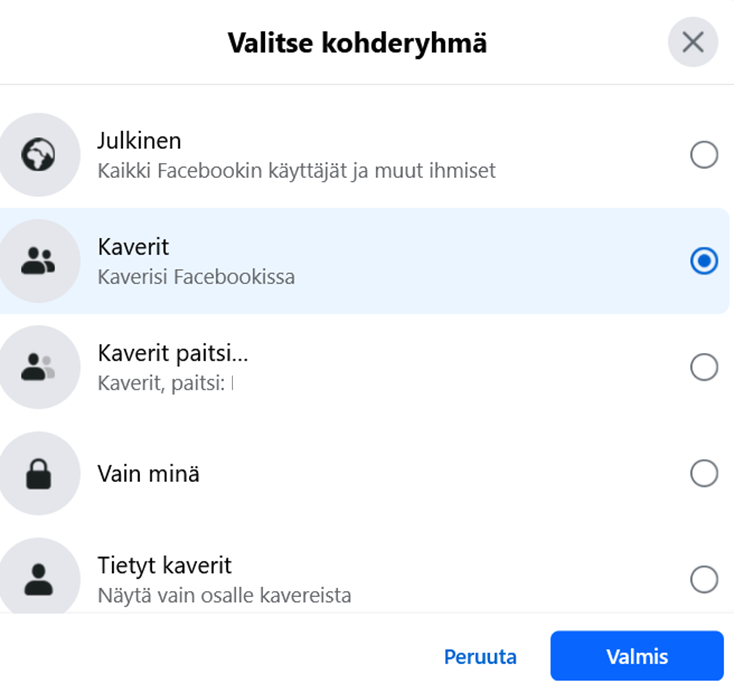 Valitse kohderyhmä
Julkinen
Kaikki Facebookin käyttäjät ja muut ihmiset
Kaverit
Kaverisi Facebookissa
Kaverit paitsi...
Kaverit, paitsi:
Vain minä
Tietyt kaverit
Näytä vain osalle kavereista
Peruuta
Valmis